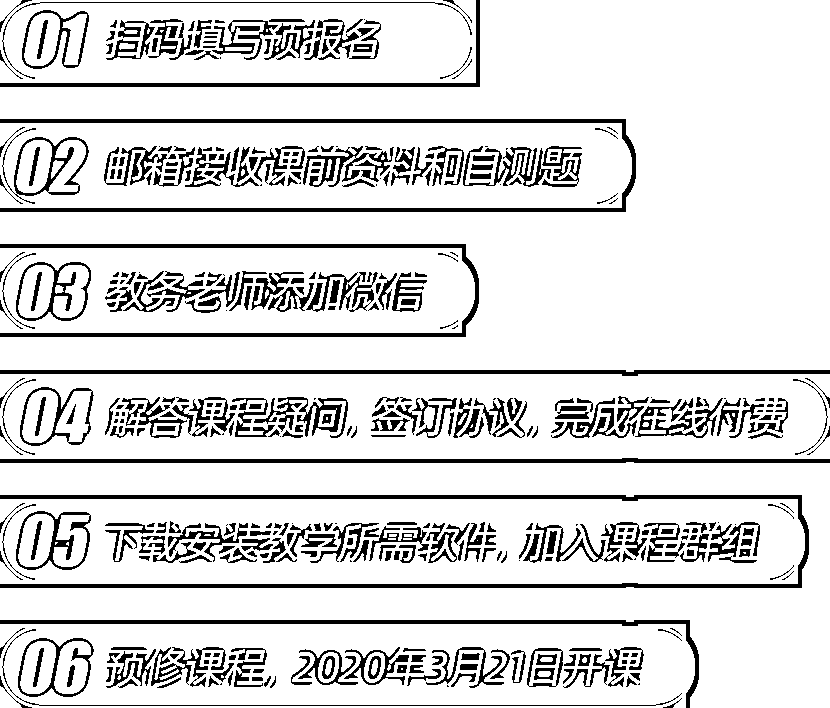 01 扫码填写预报名
02 邮箱接收课前资料和自测题
03 教务老师添加微信
04 解答课程疑问, 签订协议, 完成在线付费
05 下载安装教学所需软件, 加入课程群组
06 预修课程, 2020年3月21日开课